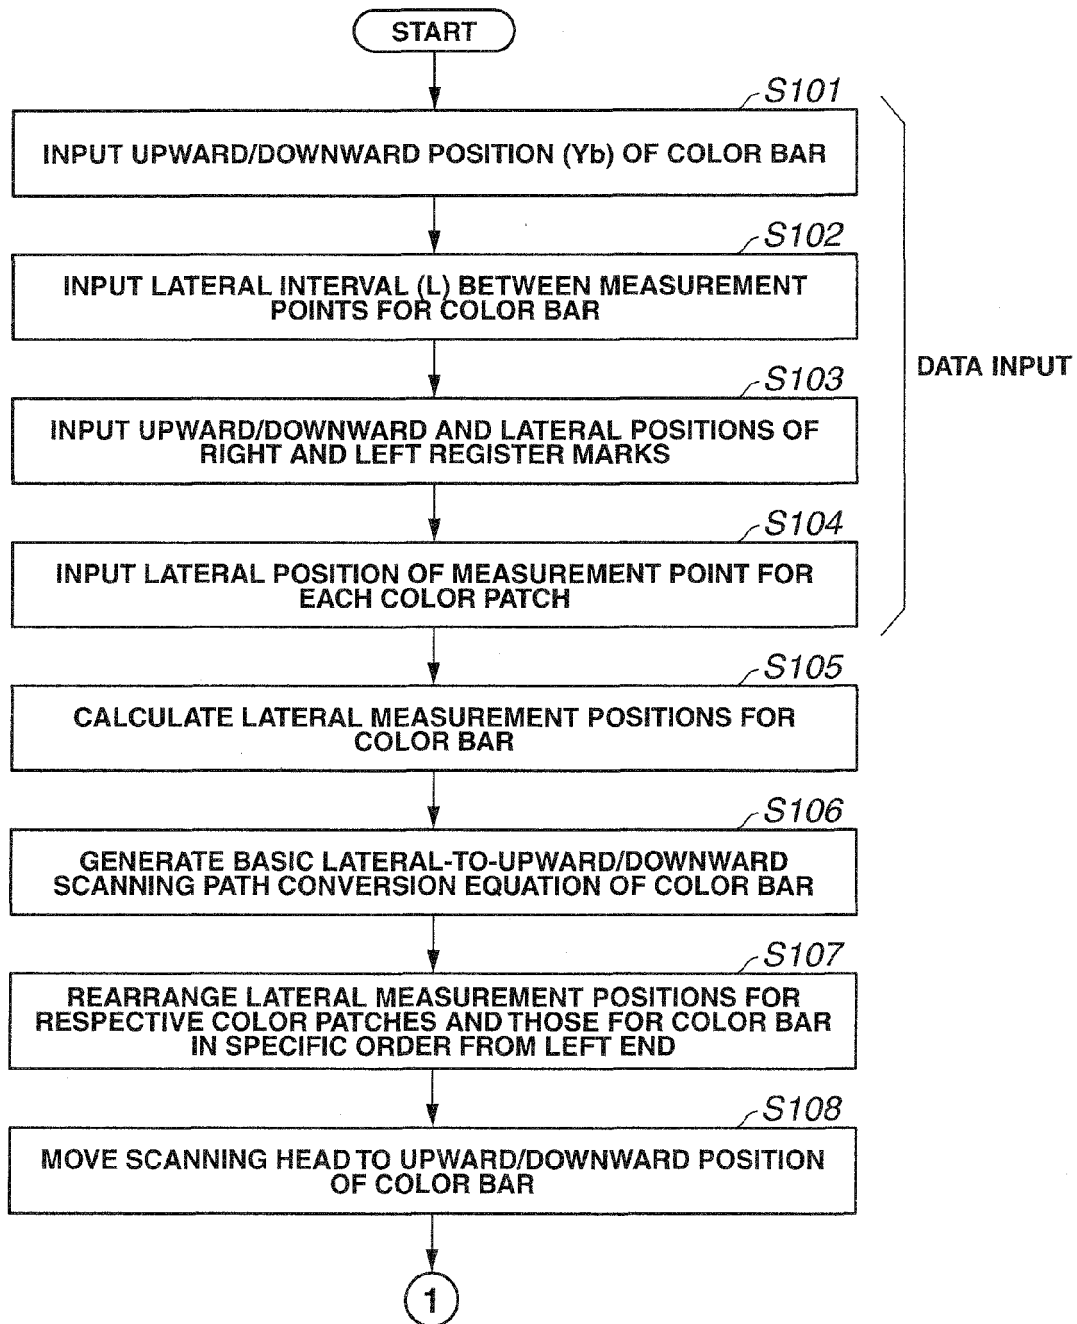 START
S101
INPUT UPWARD/DOWNWARD POSITION (Yb) OF COLOR BAR
S102
INPUT LATERAL INTERVAL (L) BETWEEN MEASUREMENT
POINTS FOR COLOR BAR
DATA INPUT
S103
INPUT UPWARD/DOWNWARD AND LATERAL POSITIONS OF
RIGHT AND LEFT REGISTER MARKS
S104
INPUT LATERAL POSITION OF MEASUREMENT POINT FOR
EACH COLOR PATCH
S105
CALCULATE LATERAL MEASUREMENT POSITIONS FOR
COLOR BAR
S106
GENERATE BASIC LATERAL-TO-UPWARD/DOWNWARD
SCANNING PATH CONVERSION EQUATION OF COLOR BAR
S107
REARRANGE LATERAL MEASUREMENT POSITIONS FOR
RESPECTIVE COLOR PATCHES AND THOSE FOR COLOR BAR
IN SPECIFIC ORDER FROM LEFT END
S108
MOVE SCANNING HEAD TO UPWARD/DOWNWARD POSITION
OF COLOR BAR
1